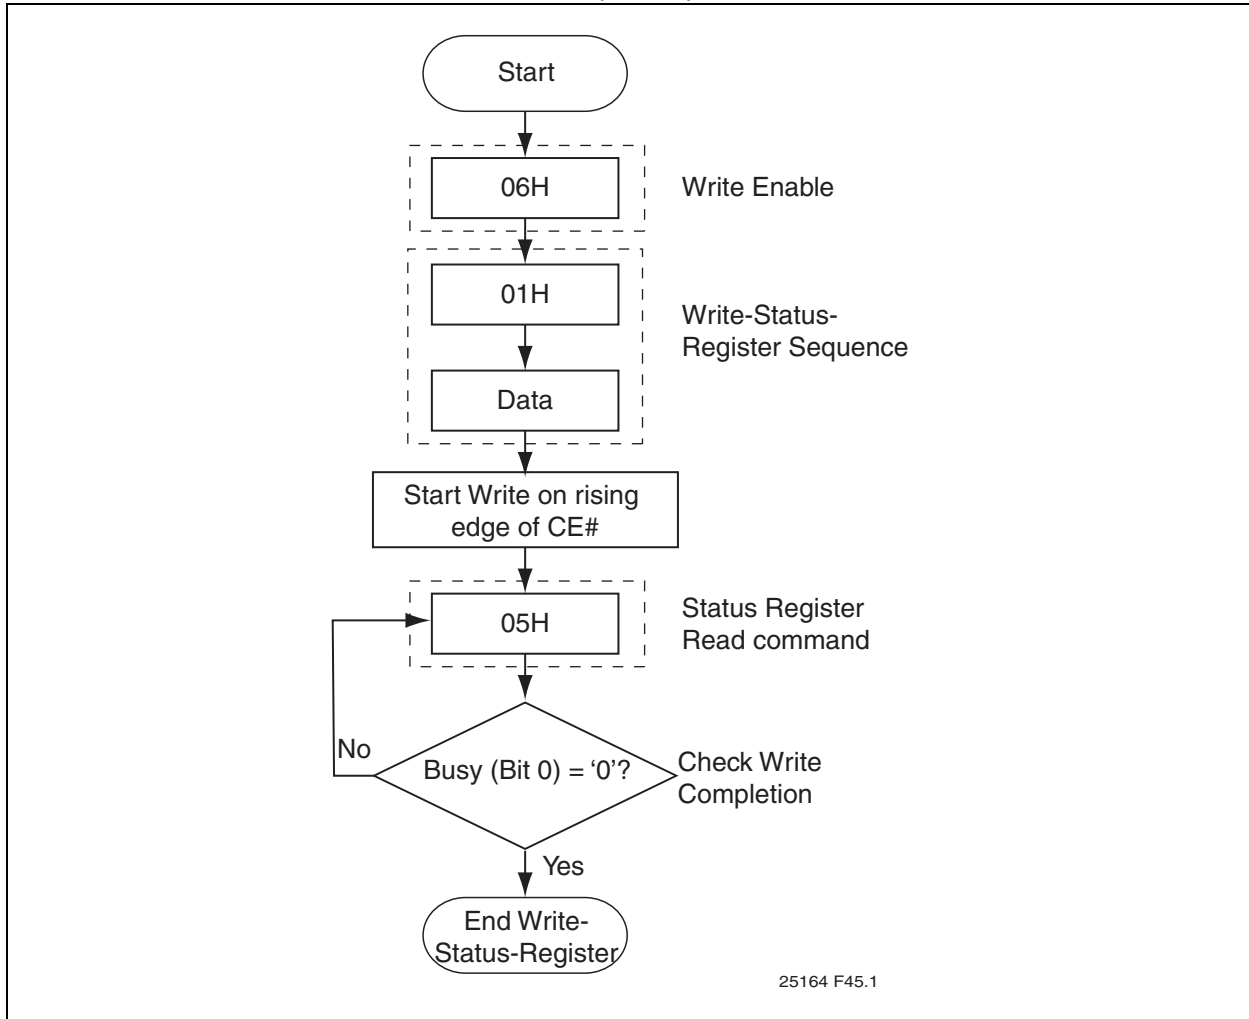 Start
06H
Write Enable
01H
Write-Status-
Register Sequence
Data
Start Write on rising
edge of CE#
05H
Status Register
Read command
No
Busy (Bit 0) = ‘0’?
Check Write
Completion
Yes
End Write-
Status-Register
25164 F45.1